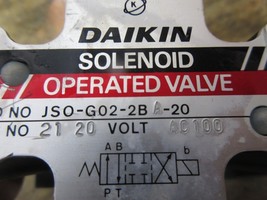 K
DAIKIN
SOLENOID
OPERATED VALVE
NO JSO-G02-2B A-20
NO 21 20 VOLT AC100
A B
b
P T